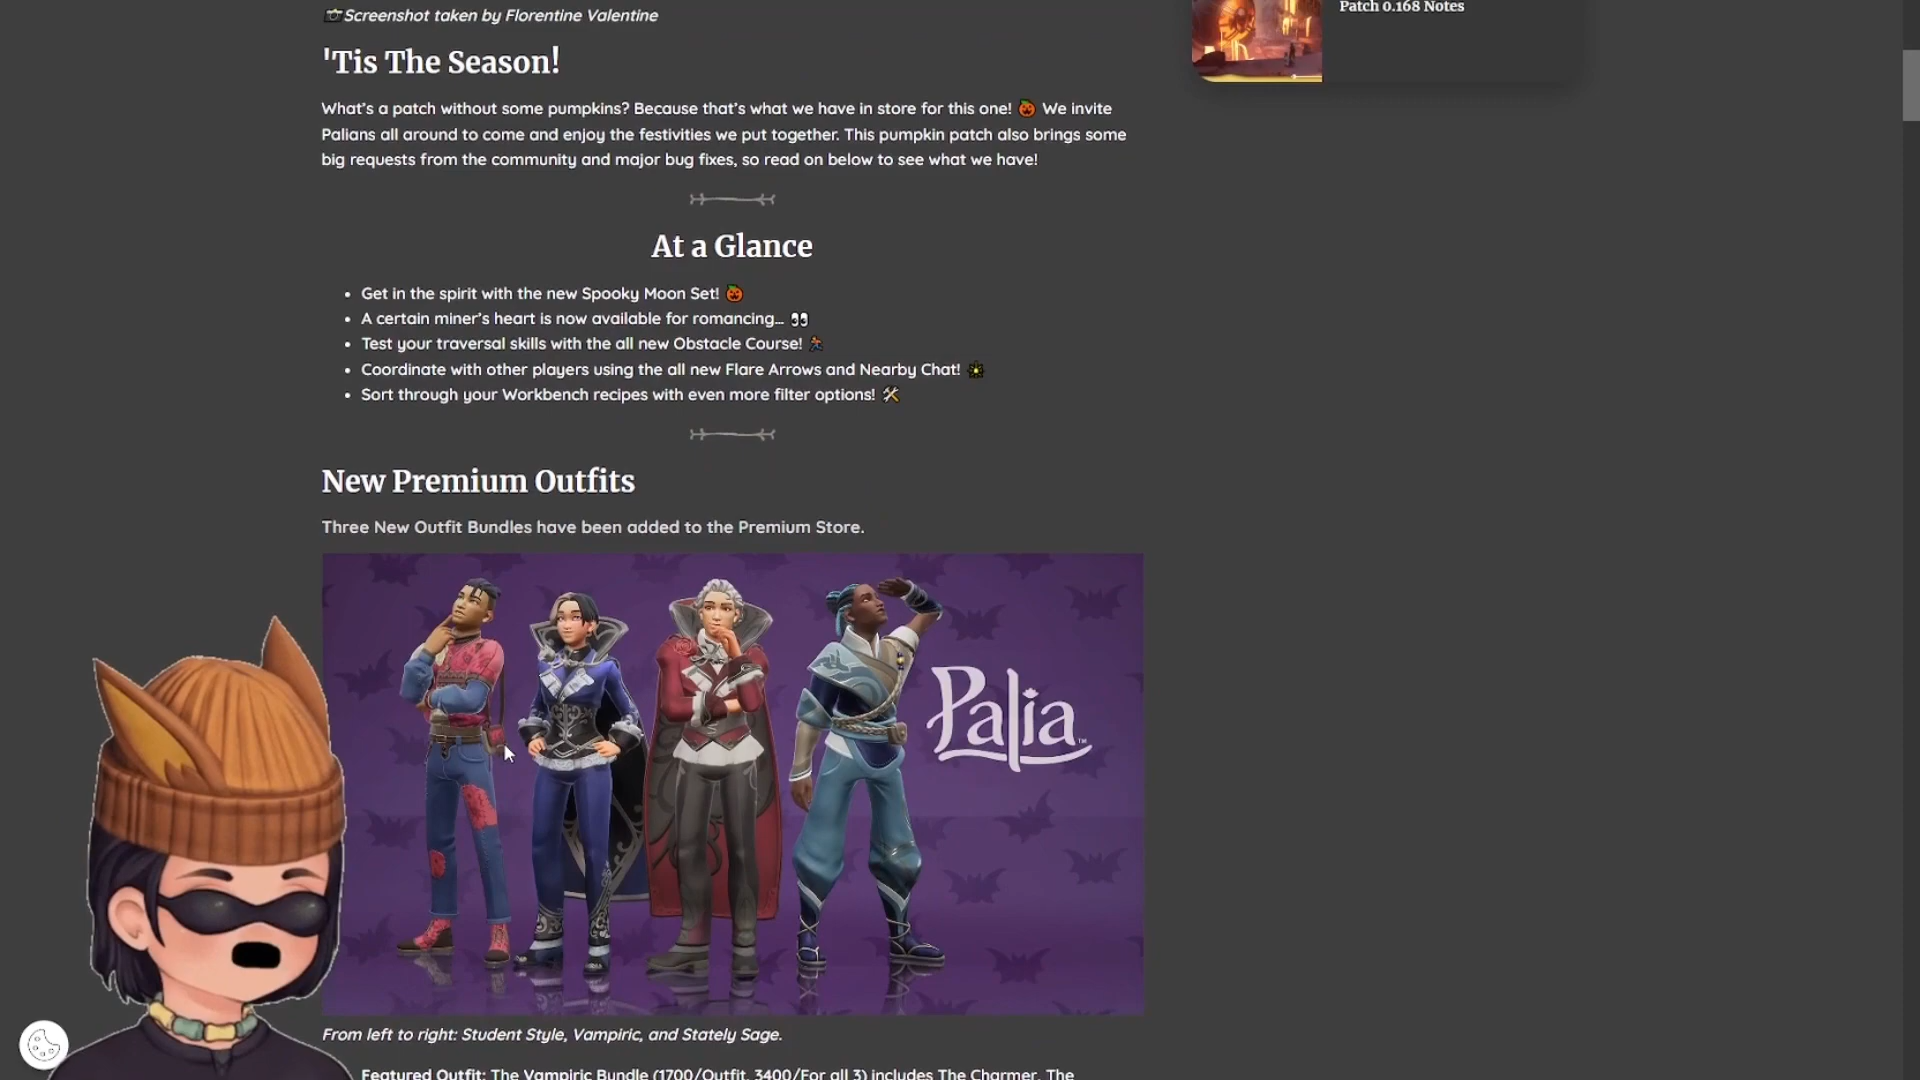 Screenshot taken by Florentine Valentine
Patch 0.168 Notes
'Tis The Season!
What's a patch without some pumpkins? Because that's what we have in store for this one! 🎃 We invite
Palians all around to come and enjoy the festivities we put together. This pumpkin patch also brings some
big requests from the community and major bug fixes, so read on below to see what we have!
At a Glance
• Get in the spirit with the new Spooky Moon Set! 🎃
• A certain miner's heart is now available for romancing… 👀
• Test your traversal skills with the all new Obstacle Course!
• Coordinate with other players using the all new Flare Arrows and Nearby Chat!
• Sort through your Workbench recipes with even more filter options! 🛠
New Premium Outfits
Three New Outfit Bundles have been added to the Premium Store.
Palia™
From left to right: Student Style, Vampiric, and Stately Sage.
Featured Outfit: The Vampiric Bundle (1700/Outfit, 3400/For all 3) includes The Charmer, The